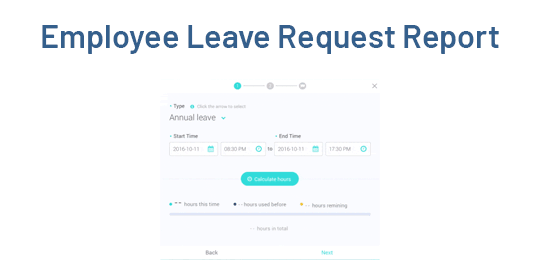 Employee Leave Request Report
1 2
• Type Click the arrow to select
Annual leave
• Start Time • End Time
2016-10-11 08:30 PM to 2016-10-11 17:30 PM
Calculate hours
-- hours this time -- hours used before -- hours remining
-- hours in total
Back Next